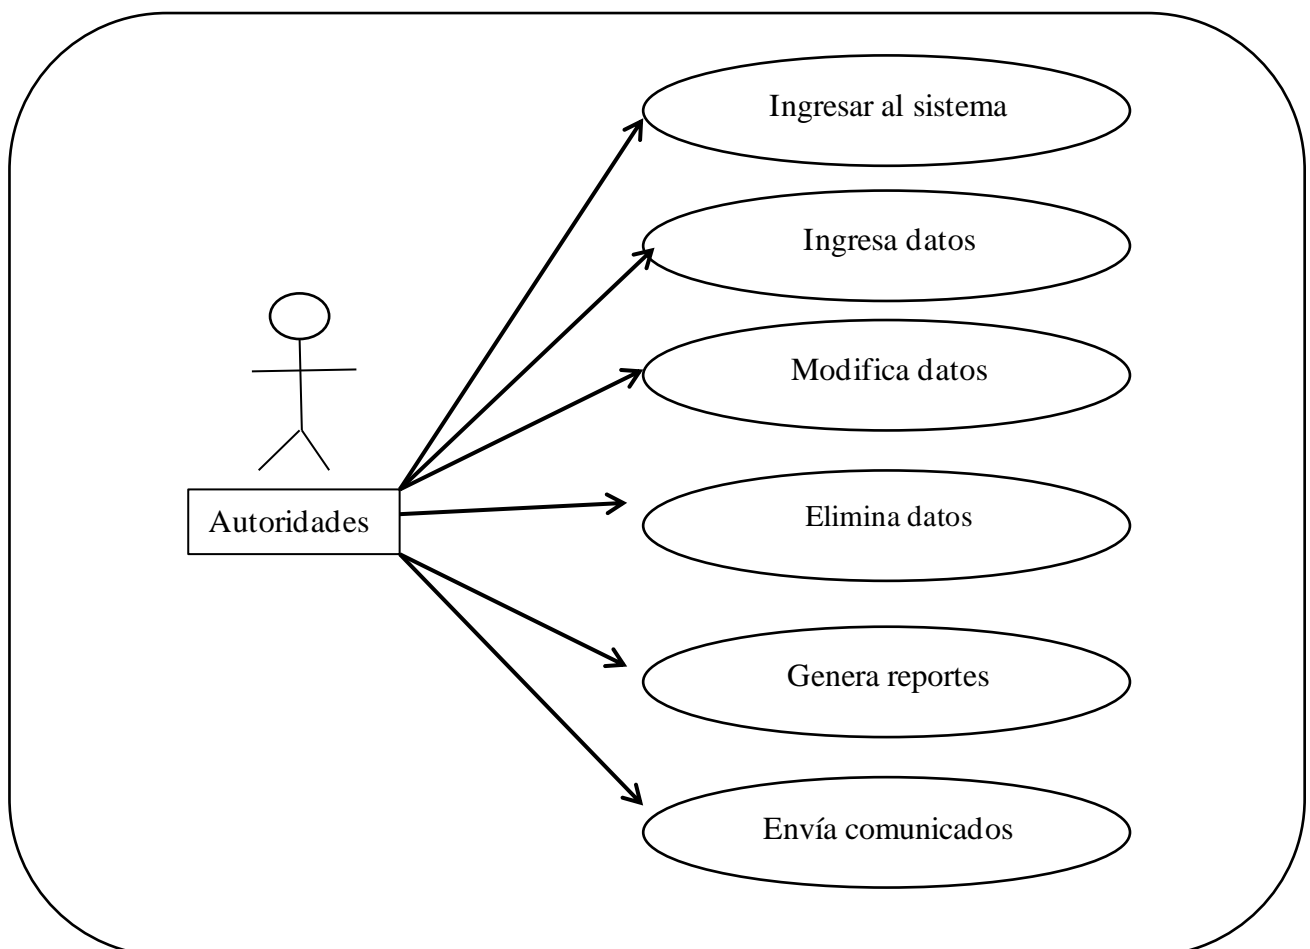 Ingresar al sistema
Ingresa datos
Modifica datos
Autoridades
Elimina datos
Genera reportes
Envía comunicados